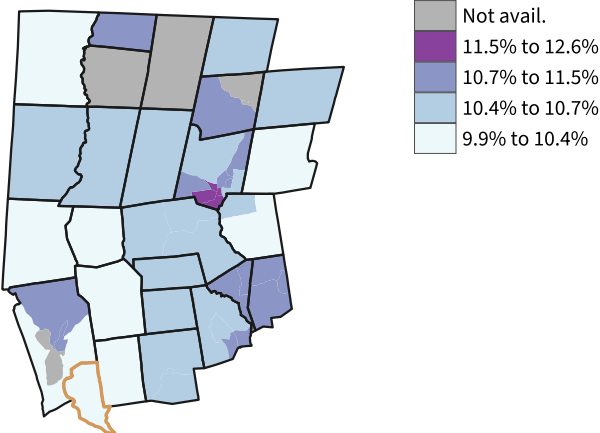 Not avail.
11.5% to 12.6%
10.7% to 11.5%
10.4% to 10.7%
9.9% to 10.4%